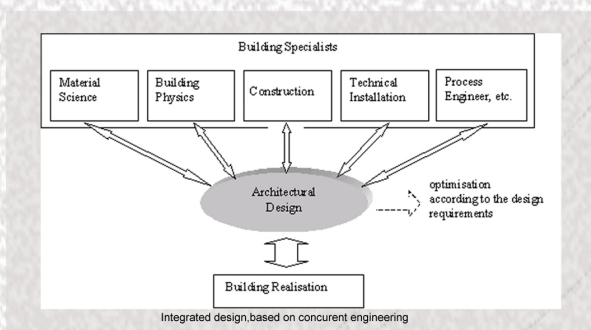 Building Specialists
Material
Science
Building
Physics
Construction
Technical
Installation
Process
Engineer, etc.
Architectural
Design
optimisation
according to the design
requirements
Building Realisation
Integrated design,based on concurent engineering